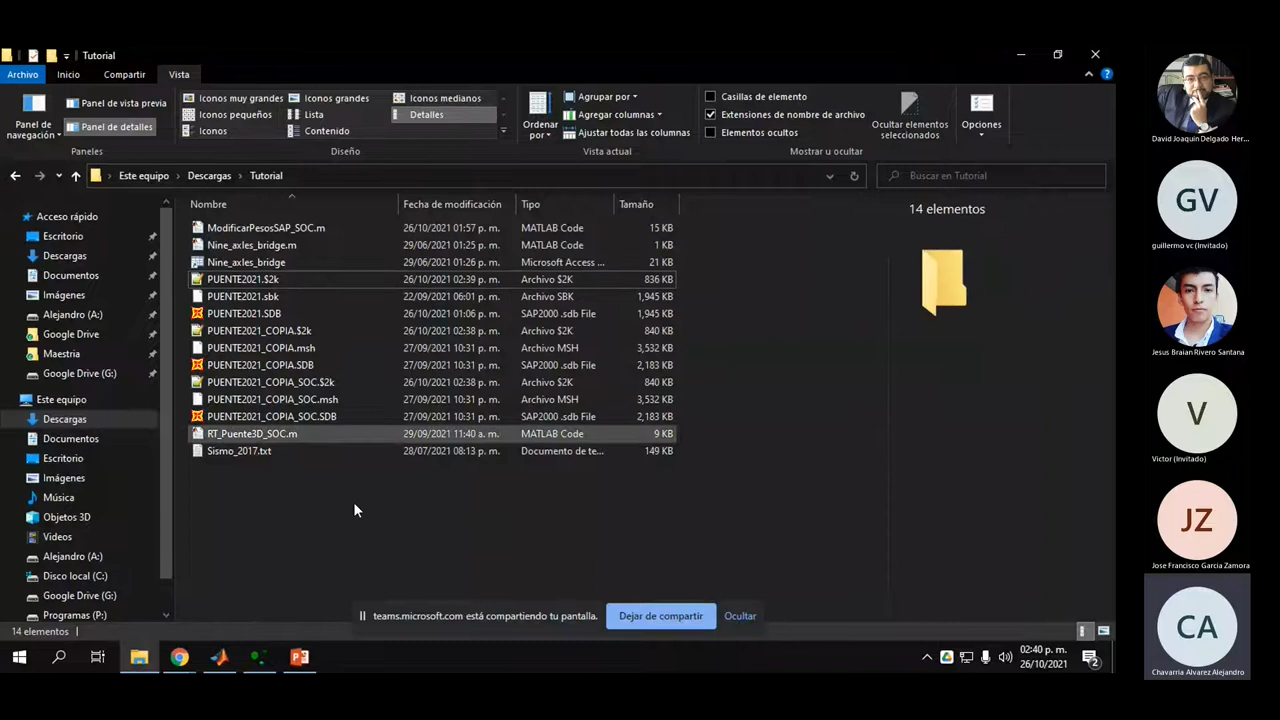 Tutorial
Archivo Inicio Compartir Vista
Panel de navegación
Panel de vista previa
Panel de detalles
Paneles
Iconos muy grandes Iconos grandes Iconos medianos
Iconos pequeños Lista Detalles
Iconos Contenido
Diseño
Ordenar por
Agrupar por
Agregar columnas
Ajustar todas las columnas
Vista actual
Casillas de elemento
Extensiones de nombre de archivo
Elementos ocultos
Ocultar elementos seleccionados
Mostrar u ocultar
Opciones
Este equipo > Descargas > Tutorial
Buscar en Tutorial
Acceso rápido
Escritorio
Descargas
Documentos
Imágenes
Alejandro (A:)
Google Drive
Maestria
Google Drive (G:)
Este equipo
Descargas
Documentos
Escritorio
Imágenes
Música
Objetos 3D
Videos
Alejandro (A:)
Disco local (C:)
Google Drive (G:)
Programas (P:)
Nombre Fecha de modificación Tipo Tamaño
ModificarPesosSAP_SOC.m 26/10/2021 01:57 p. m. MATLAB Code 15 KB
Nine_axles_bridge.m 29/06/2021 01:25 p. m. MATLAB Code 1 KB
Nine_axles_bridge 29/06/2021 01:26 p. m. Microsoft Access ... 21 KB
PUENTE2021.$2k 26/10/2021 02:39 p. m. Archivo $2K 836 KB
PUENTE2021.sbk 22/09/2021 06:01 p. m. Archivo SBK 1,945 KB
PUENTE2021.SDB 26/10/2021 01:06 p. m. SAP2000 .sdb File 1,945 KB
PUENTE2021_COPIA.$2k 26/10/2021 02:38 p. m. Archivo $2K 840 KB
PUENTE2021_COPIA.msh 27/09/2021 10:31 p. m. Archivo MSH 3,532 KB
PUENTE2021_COPIA.SDB 27/09/2021 10:31 p. m. SAP2000 .sdb File 2,183 KB
PUENTE2021_COPIA_SOC.$2k 26/10/2021 02:38 p. m. Archivo $2K 840 KB
PUENTE2021_COPIA_SOC.msh 27/09/2021 10:31 p. m. Archivo MSH 3,532 KB
PUENTE2021_COPIA_SOC.SDB 27/09/2021 10:31 p. m. SAP2000 .sdb File 2,183 KB
RT_Puente3D_SOC.m 29/09/2021 11:40 a. m. MATLAB Code 9 KB
Sismo_2017.txt 28/07/2021 08:13 p. m. Documento de te... 149 KB
14 elementos
teams.microsoft.com está compartiendo tu pantalla. Dejar de compartir Ocultar
14 elementos
02:40 p. m.
26/10/2021
2
David Joaquin Delgado Her...
GV
guillermo vc (Invitado)
Jesus Braian Rivero Santana
V
Victor (Invitado)
JZ
Jose Francisco Garcia Zamora
CA
Chavarria Alvarez Alejandro